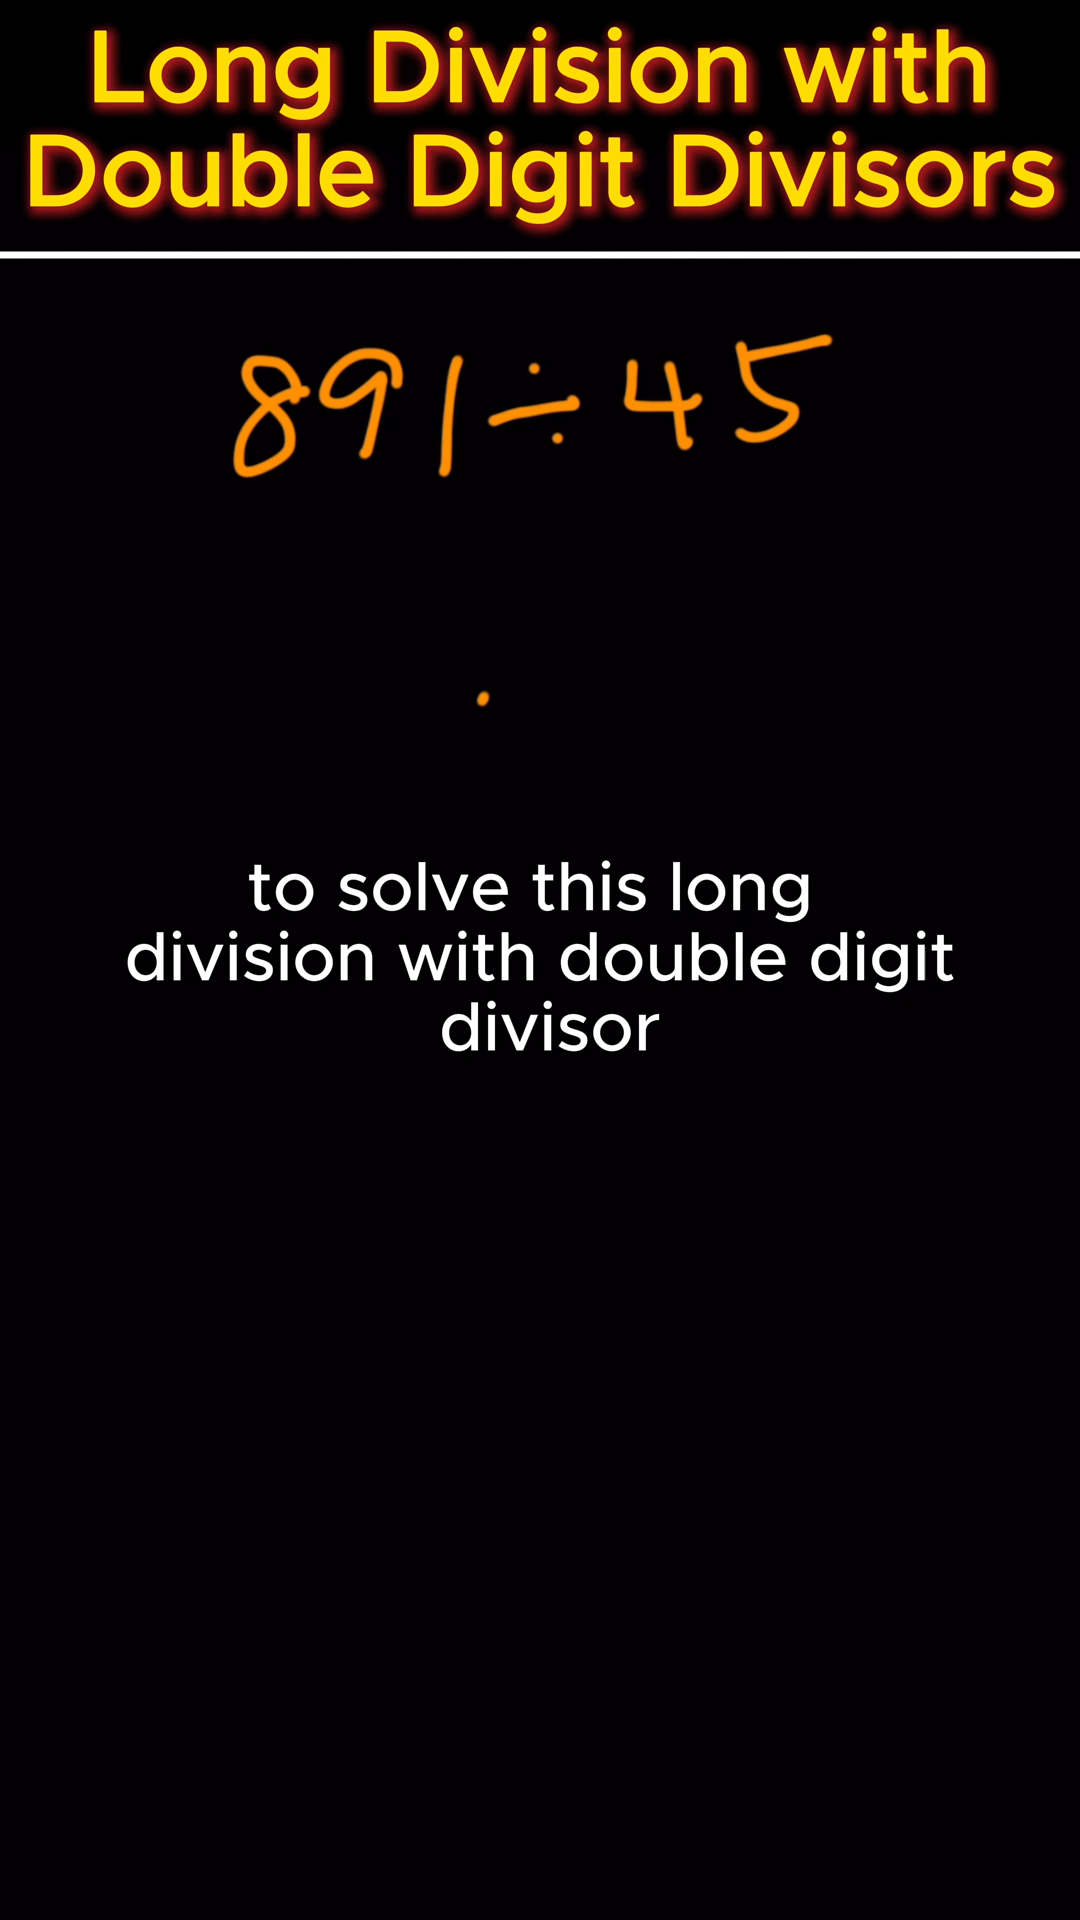 Long Division with
Double Digit Divisors
891÷45
to solve this long
division with double digit
divisor